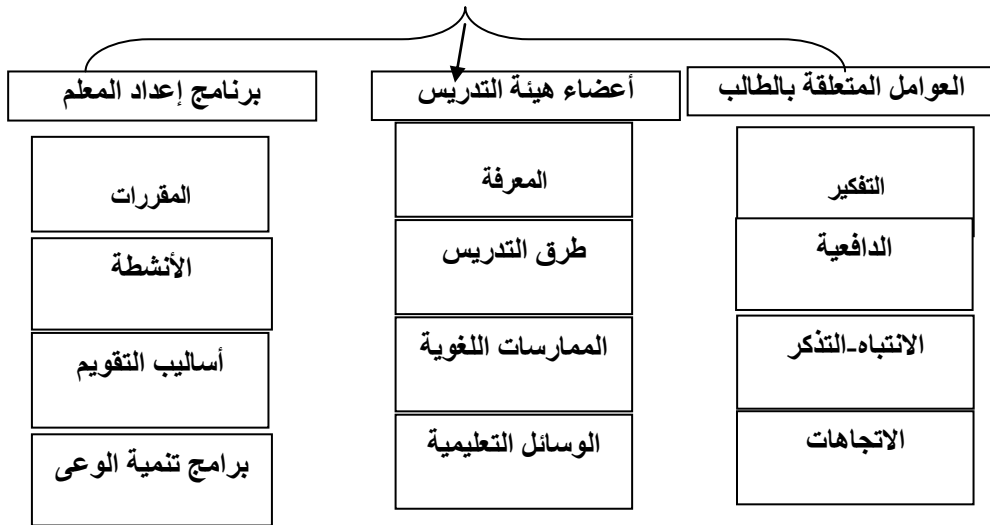 العوامل المتعلقة بالطالب
التفكير
الدافعية
الانتباه-التذكر
الاتجاهات
أعضاء هيئة التدريس
المعرفة
طرق التدريس
الممارسات اللغوية
الوسائل التعليمية
برنامج إعداد المعلم
المقررات
الأنشطة
أساليب التقويم
برامج تنمية الوعى